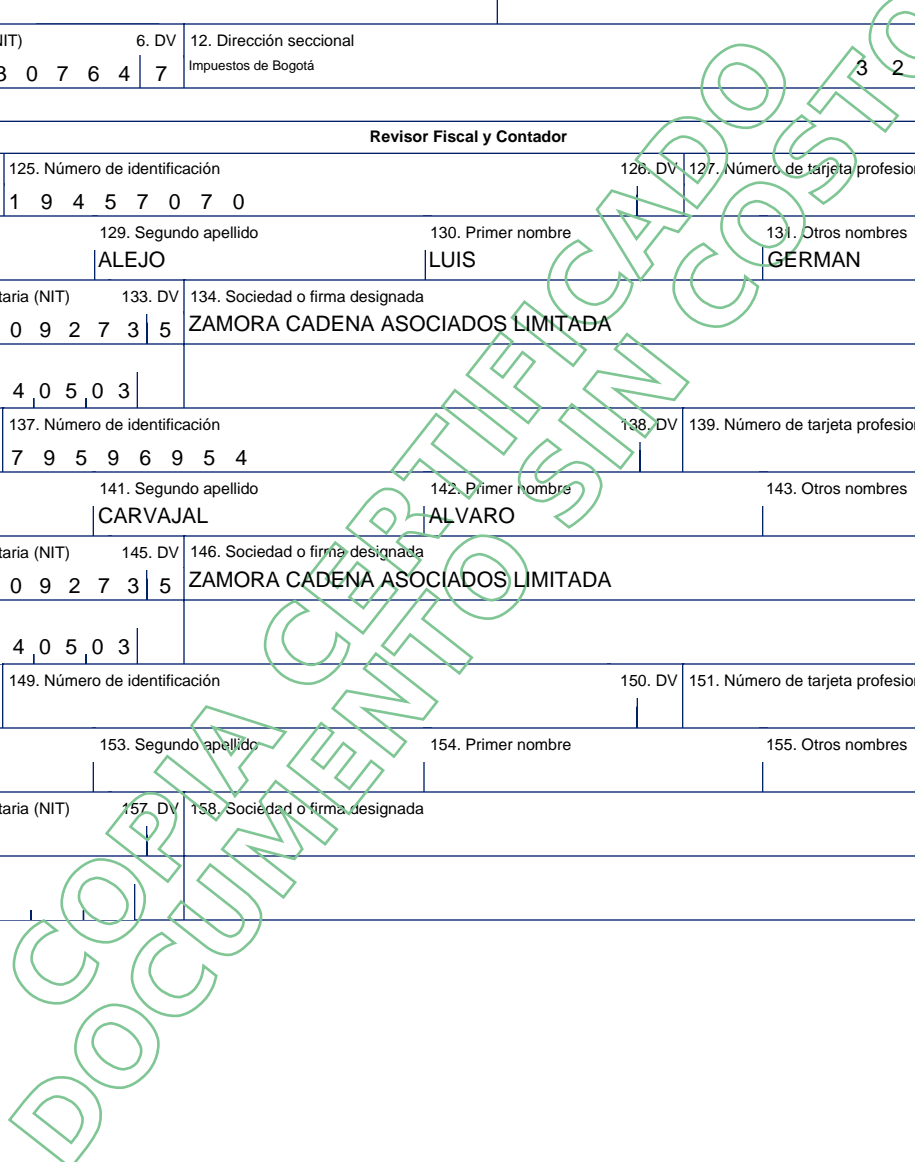 NIT) 6. DV 12. Dirección seccional
3 0 7 6 4 7 Impuestos de Bogotá 3 2
Revisor Fiscal y Contador
125. Número de identificación 126. DV 127. Número de tarjeta profesion
1 9 4 5 7 0 7 0
129. Segundo apellido 130. Primer nombre 131. Otros nombres
ALEJO LUIS GERMAN
taria (NIT) 133. DV 134. Sociedad o firma designada
0 9 2 7 3 5 ZAMORA CADENA ASOCIADOS LIMITADA
4 0 5 0 3
137. Número de identificación 138. DV 139. Número de tarjeta profesion
7 9 5 9 6 9 5 4
141. Segundo apellido 142. Primer nombre 143. Otros nombres
CARVAJAL ALVARO
taria (NIT) 145. DV 146. Sociedad o firma designada
0 9 2 7 3 5 ZAMORA CADENA ASOCIADOS LIMITADA
4 0 5 0 3
149. Número de identificación 150. DV 151. Número de tarjeta profesion
153. Segundo apellido 154. Primer nombre 155. Otros nombres
taria (NIT) 157. DV 158. Sociedad o firma designada
COPIA CERTIFICADO
DOCUMENTO SIN COSTO